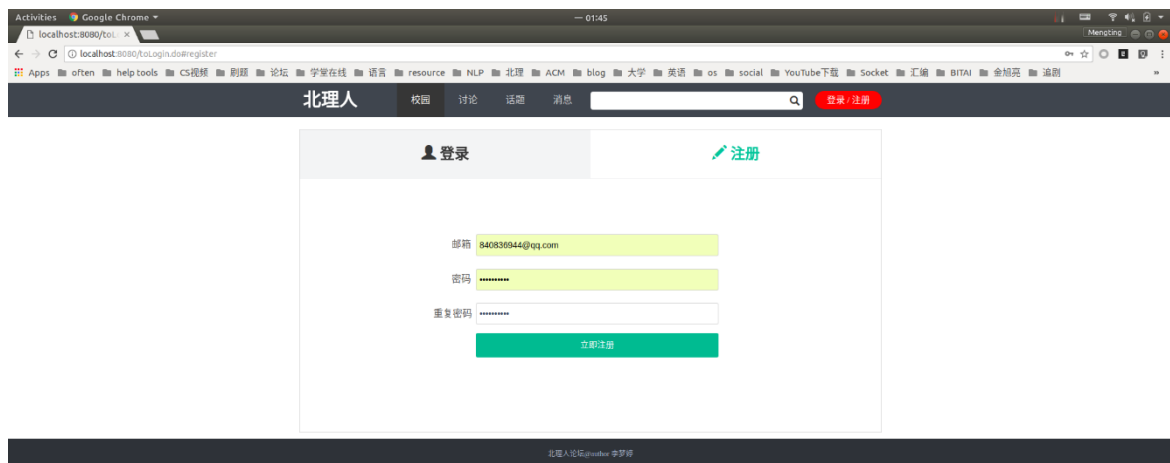 Activities Google Chrome 01:45
localhost:8080/toL Mengting
localhost:8080/toLogin.do#register
Apps often help tools CS视频 刷题 论坛 学堂在线 语言 resource NLP 北理 ACM blog 大学 英语 os social YouTube下载 Socket 汇编 BITAI 金旭亮 追剧 »
北理人 校园 讨论 话题 消息 登录 / 注册
登录 注册
邮箱 840836944@qq.com
密码 ••••••••••
重复密码 ••••••••••
立即注册
北理人论坛@author 李梦婷